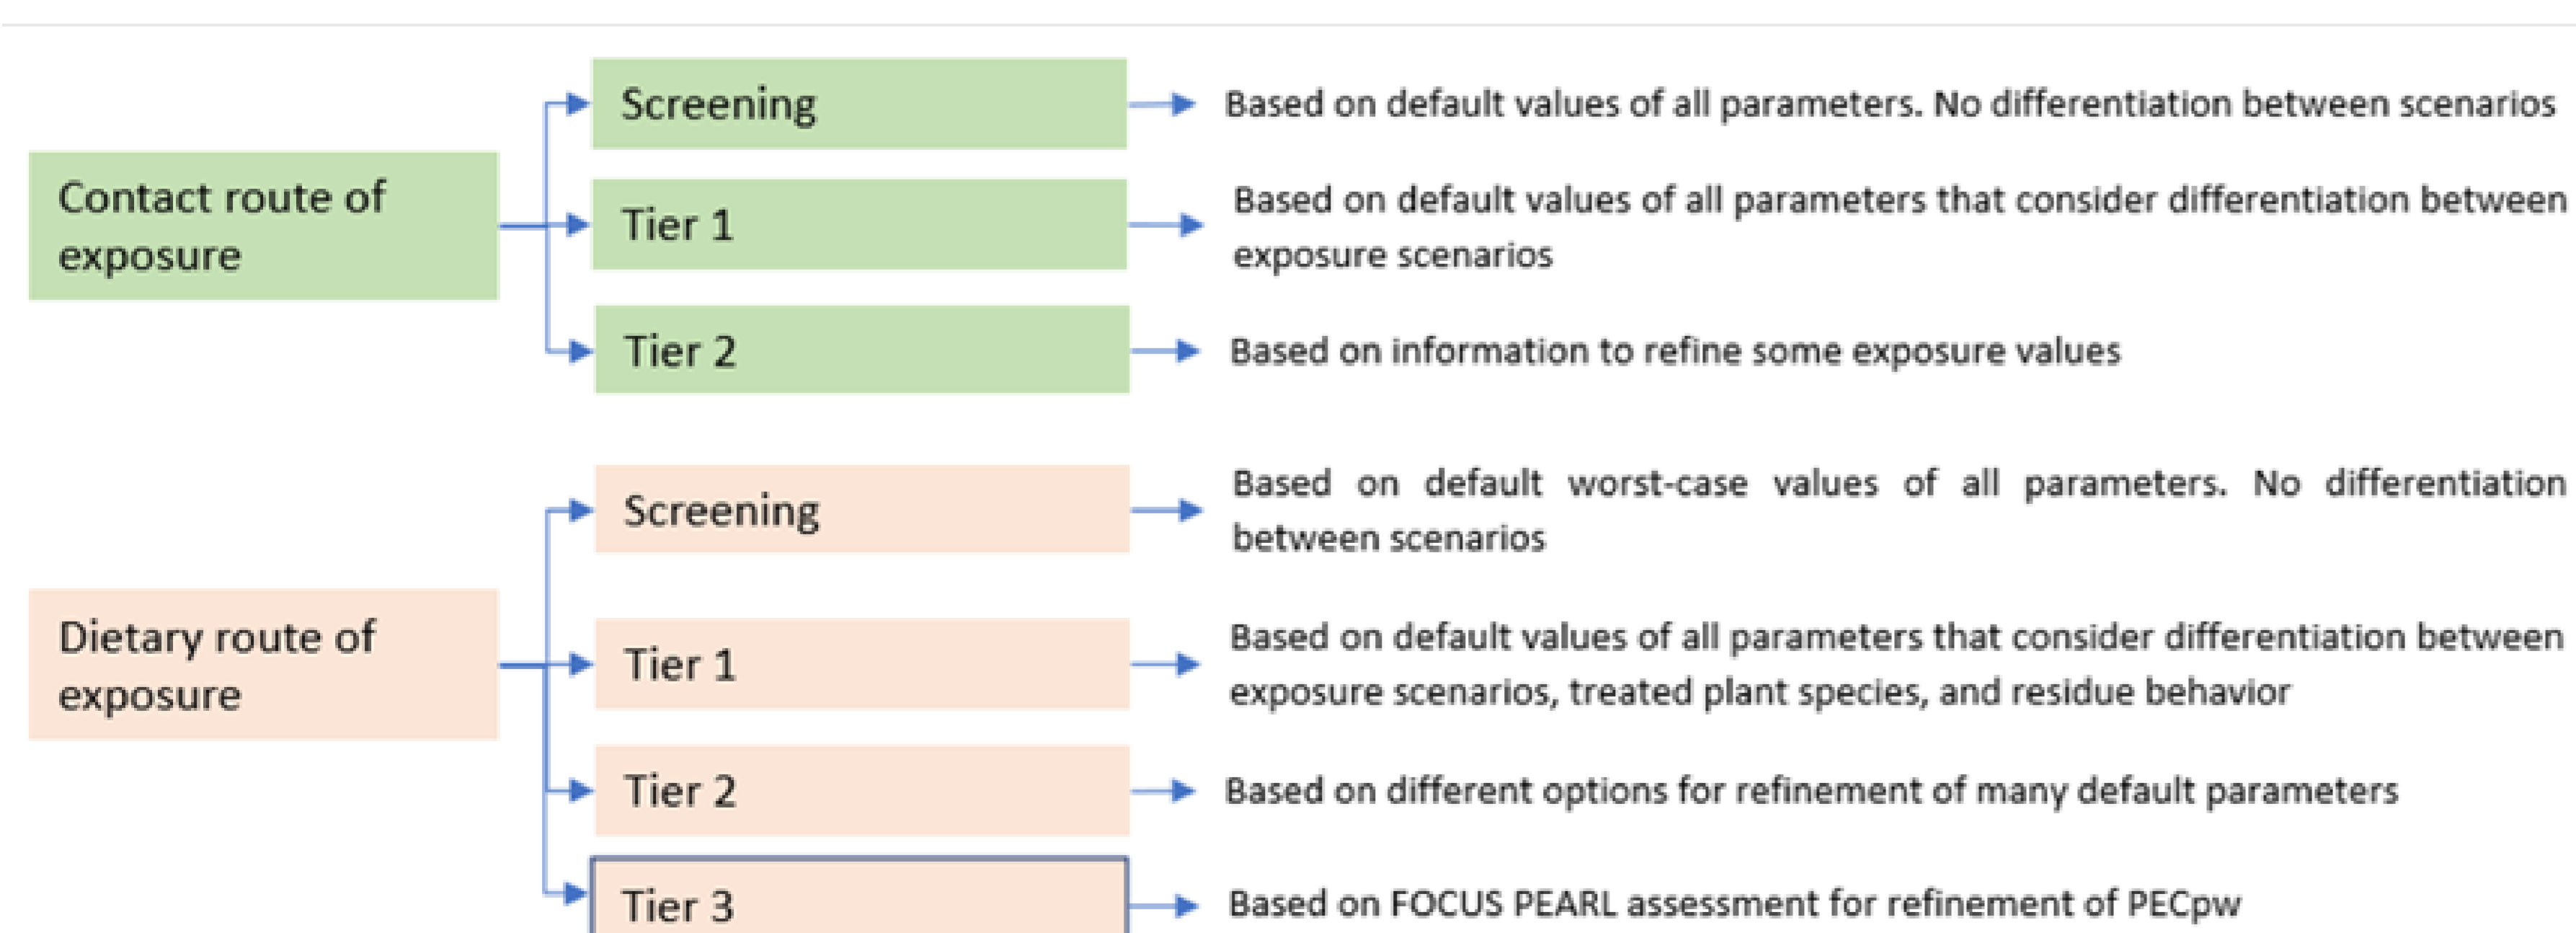 Contact route of
exposure
Screening
Based on default values of all parameters. No differentiation between scenarios
Tier 1
Based on default values of all parameters that consider differentiation between
exposure scenarios
Tier 2
Based on information to refine some exposure values
Dietary route of
exposure
Screening
Based on default worst-case values of all parameters. No differentiation
between scenarios
Tier 1
Based on default values of all parameters that consider differentiation between
exposure scenarios, treated plant species, and residue behavior
Tier 2
Based on different options for refinement of many default parameters
Tier 3
Based on FOCUS PEARL assessment for refinement of PECpw